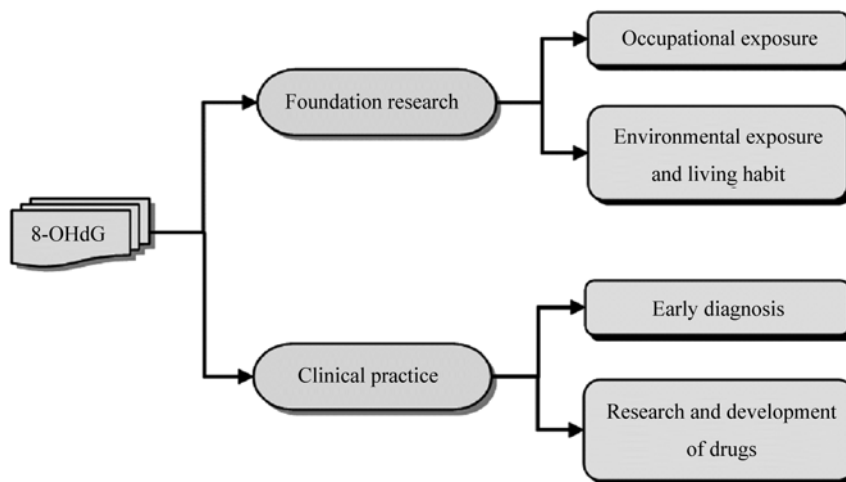 8-OHdG
Foundation research
Occupational exposure
Environmental exposure
and living habit
Clinical practice
Early diagnosis
Research and development
of drugs